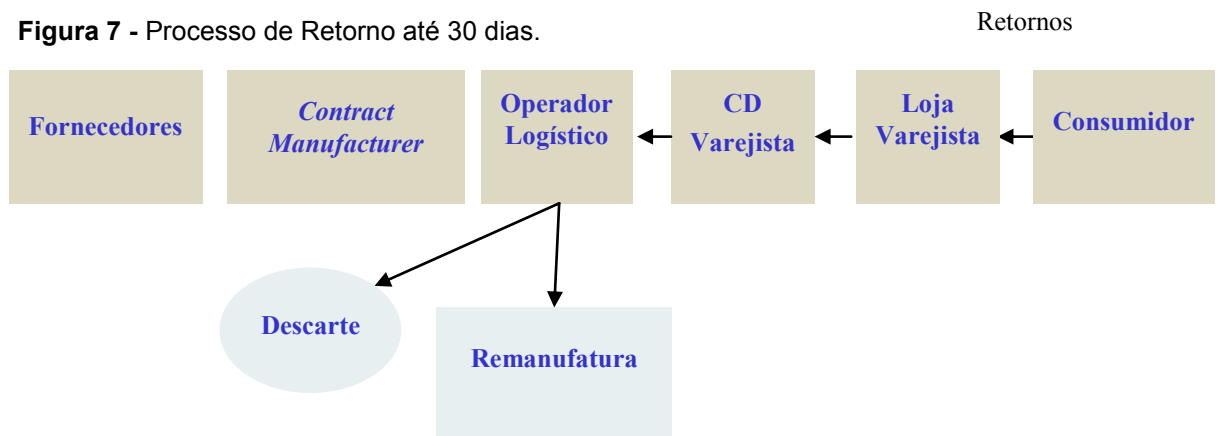 Retornos
Figura 7 - Processo de Retorno até 30 dias.
Fornecedores
Contract
Manufacturer
Operador
Logístico
CD
Varejista
Loja
Varejista
Consumidor
Descarte
Remanufatura